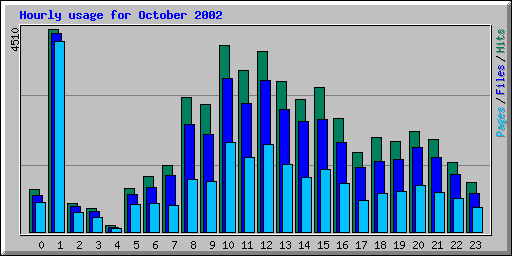 Hourly usage for October 2002
4510
Pages / Files / Hits
0 1 2 3 4 5 6 7 8 9 10 11 12 13 14 15 16 17 18 19 20 21 22 23